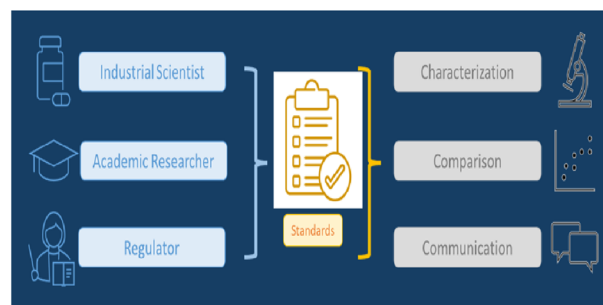 Industrial Scientist
Academic Researcher
Regulator
Standards
Characterization
Comparison
Communication